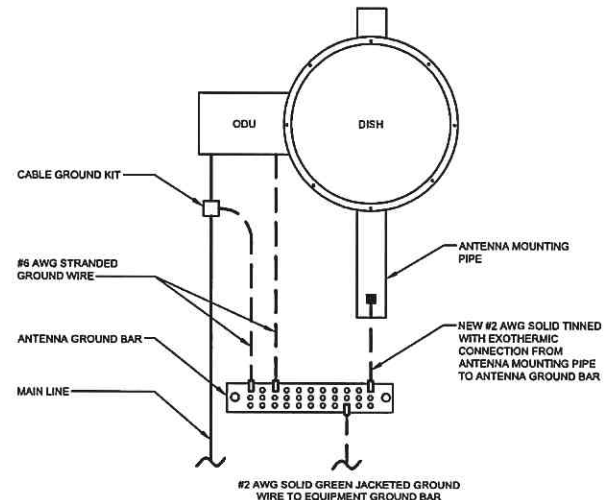 ODU
DISH
CABLE GROUND KIT
#6 AWG STRANDED
GROUND WIRE
ANTENNA GROUND BAR
MAIN LINE
ANTENNA MOUNTING
PIPE
NEW #2 AWG SOLID TINNED
WITH EXOTHERMIC
CONNECTION FROM
ANTENNA MOUNTING PIPE
TO ANTENNA GROUND BAR
#2 AWG SOLID GREEN JACKETED GROUND
WIRE TO EQUIPMENT GROUND BAR